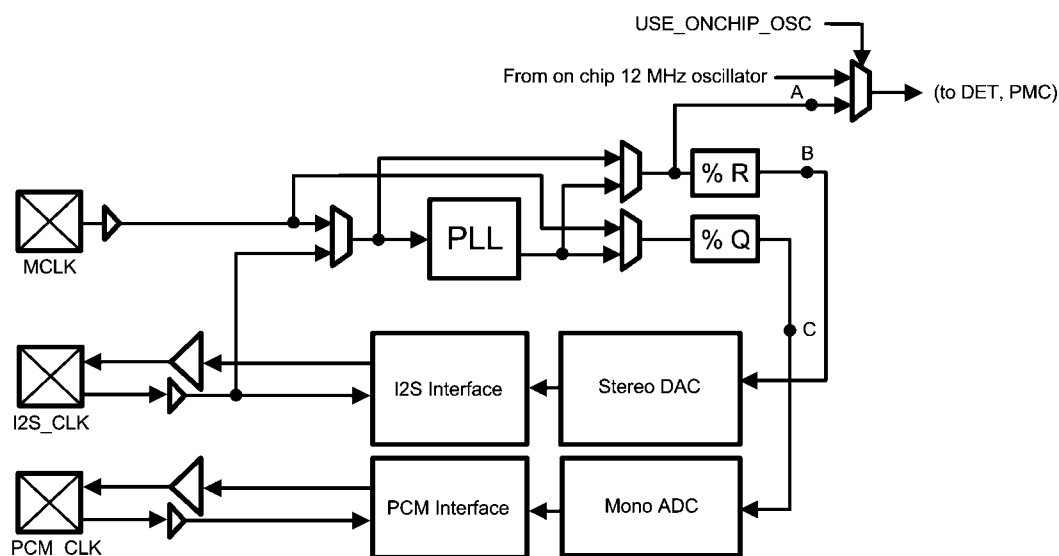 USE_ONCHIP_OSC
From on chip 12 MHz oscillator
(to DET, PMC)
A
B
% R
MCLK
PLL
% Q
C
I2S_CLK
I2S Interface
Stereo DAC
PCM_CLK
PCM Interface
Mono ADC